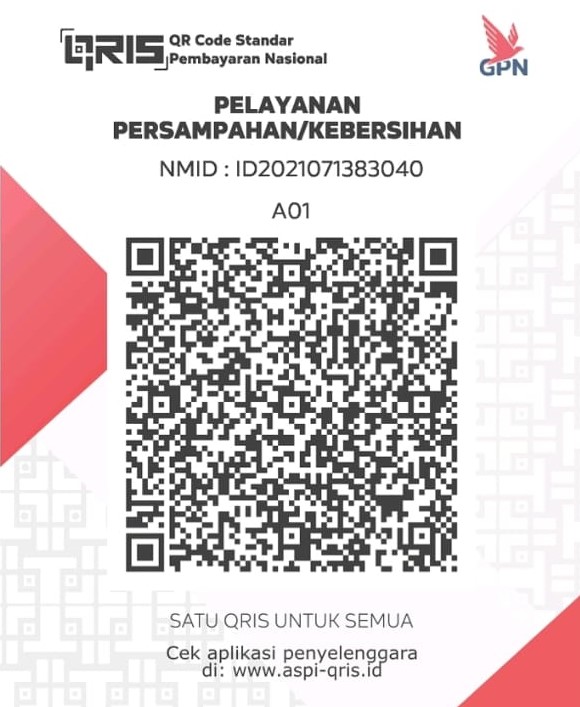 QRIS QR Code Standar
Pembayaran Nasional
GPN
PELAYANAN
PERSAMPAHAN/KEBERSIHAN
NMID : ID2021071383040
A01
SATU QRIS UNTUK SEMUA
Cek aplikasi penyelenggara
di: www.aspi-qris.id